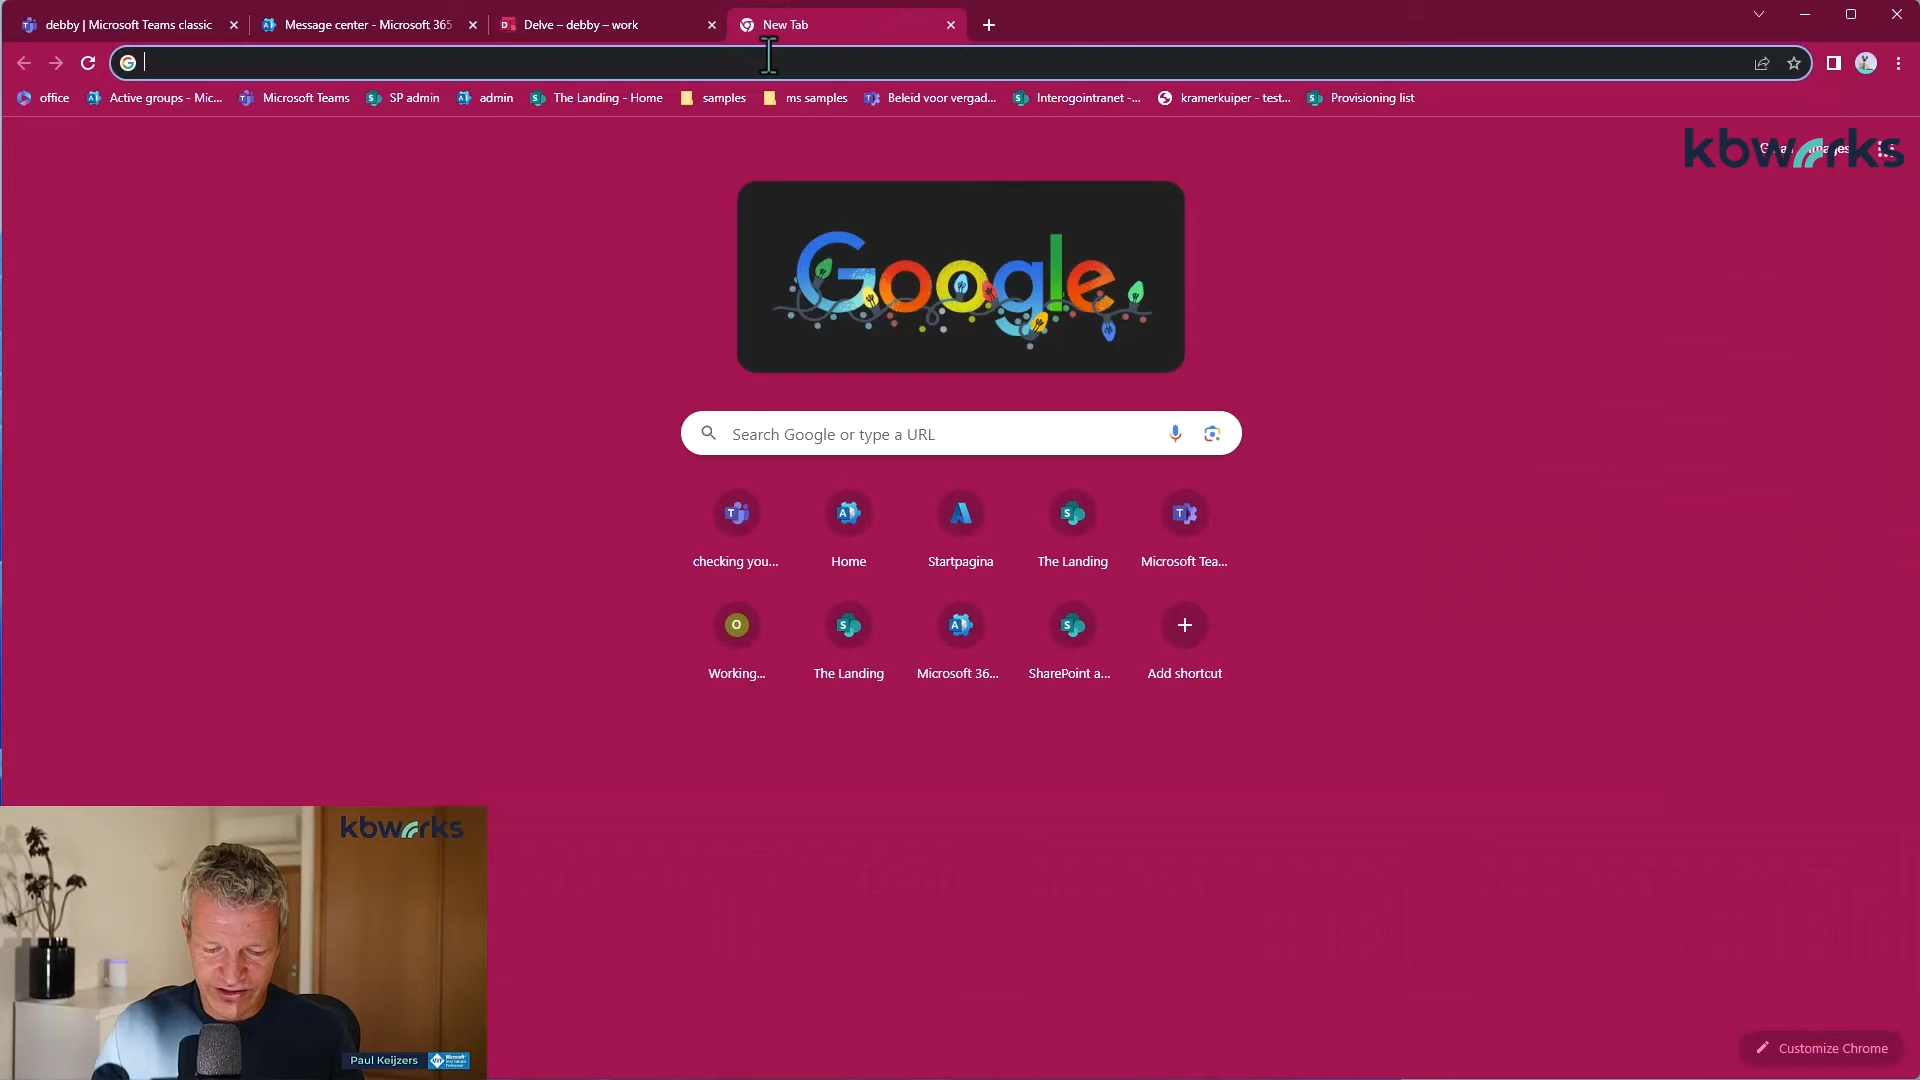 debby | Microsoft Teams classic
Message center - Microsoft 365
Delve – debby – work
New Tab
office
Active groups - Mic...
Microsoft Teams
SP admin
admin
The Landing - Home
samples
ms samples
Beleid voor vergad...
Interogointranet -...
kramerkuiper - test...
Provisioning list
kbworks
Google
Search Google or type a URL
checking you...
Home
Startpagina
The Landing
Microsoft Tea...
O
Working...
The Landing
Microsoft 36...
SharePoint a...
Add shortcut
kbworks
Paul Keijzers
Customize Chrome